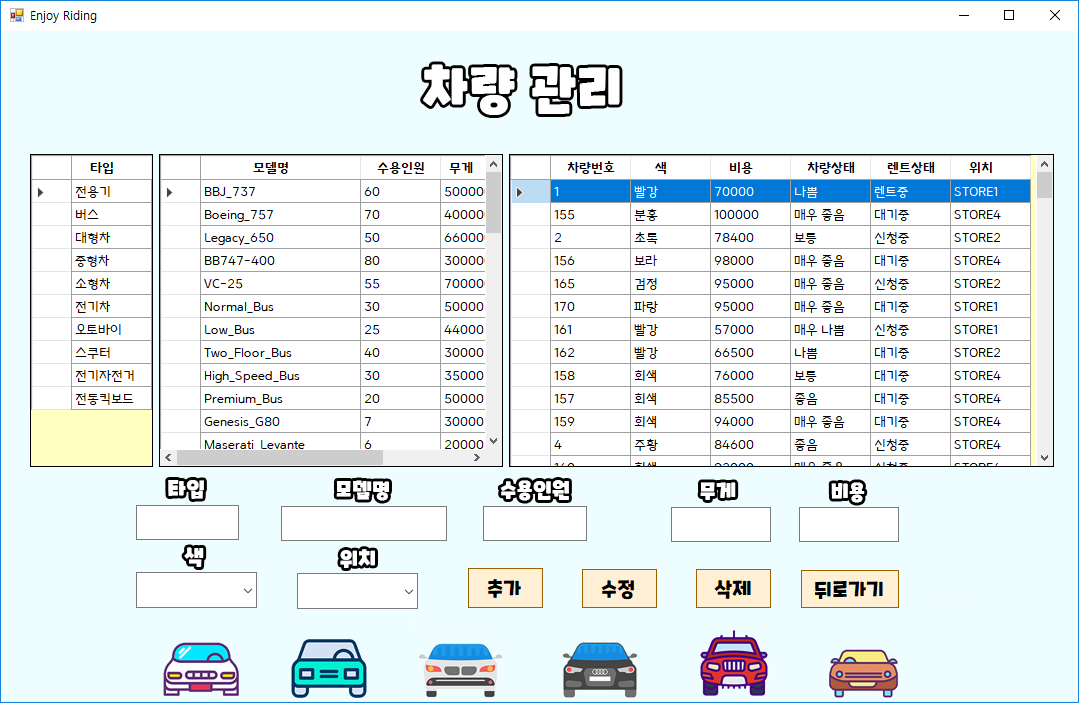 Enjoy Riding
차량 관리
타입
전용기
버스
대형차
중형차
소형차
전기차
오토바이
스쿠터
전기자전거
전동킥보드
모델명 수용인원 무게
BBJ_737 60 50000
Boeing_757 70 40000
Legacy_650 50 66000
BB747-400 80 30000
VC-25 55 70000
Normal_Bus 30 50000
Low_Bus 25 44000
Two_Floor_Bus 40 30000
High_Speed_Bus 30 35000
Premium_Bus 20 50000
Genesis_G80 7 30000
Maserati_Levante 6 20000
차량번호 색 비용 차량상태 렌트상태 위치
1 빨강 70000 나쁨 렌트중 STORE1
155 분홍 100000 매우 좋음 대기중 STORE4
2 초록 78400 보통 신청중 STORE2
156 보라 98000 매우 좋음 대기중 STORE4
165 검정 95000 매우 좋음 신청중 STORE2
170 파랑 95000 매우 좋음 대기중 STORE1
161 빨강 57000 매우 나쁨 신청중 STORE1
162 빨강 66500 나쁨 대기중 STORE2
158 회색 76000 보통 대기중 STORE4
157 회색 85500 좋음 대기중 STORE4
159 회색 94000 매우 좋음 대기중 STORE4
4 주황 84600 좋음 신청중 STORE4
타입 모델명 수용인원 무게 비용
색 위치
추가 수정 삭제 뒤로가기